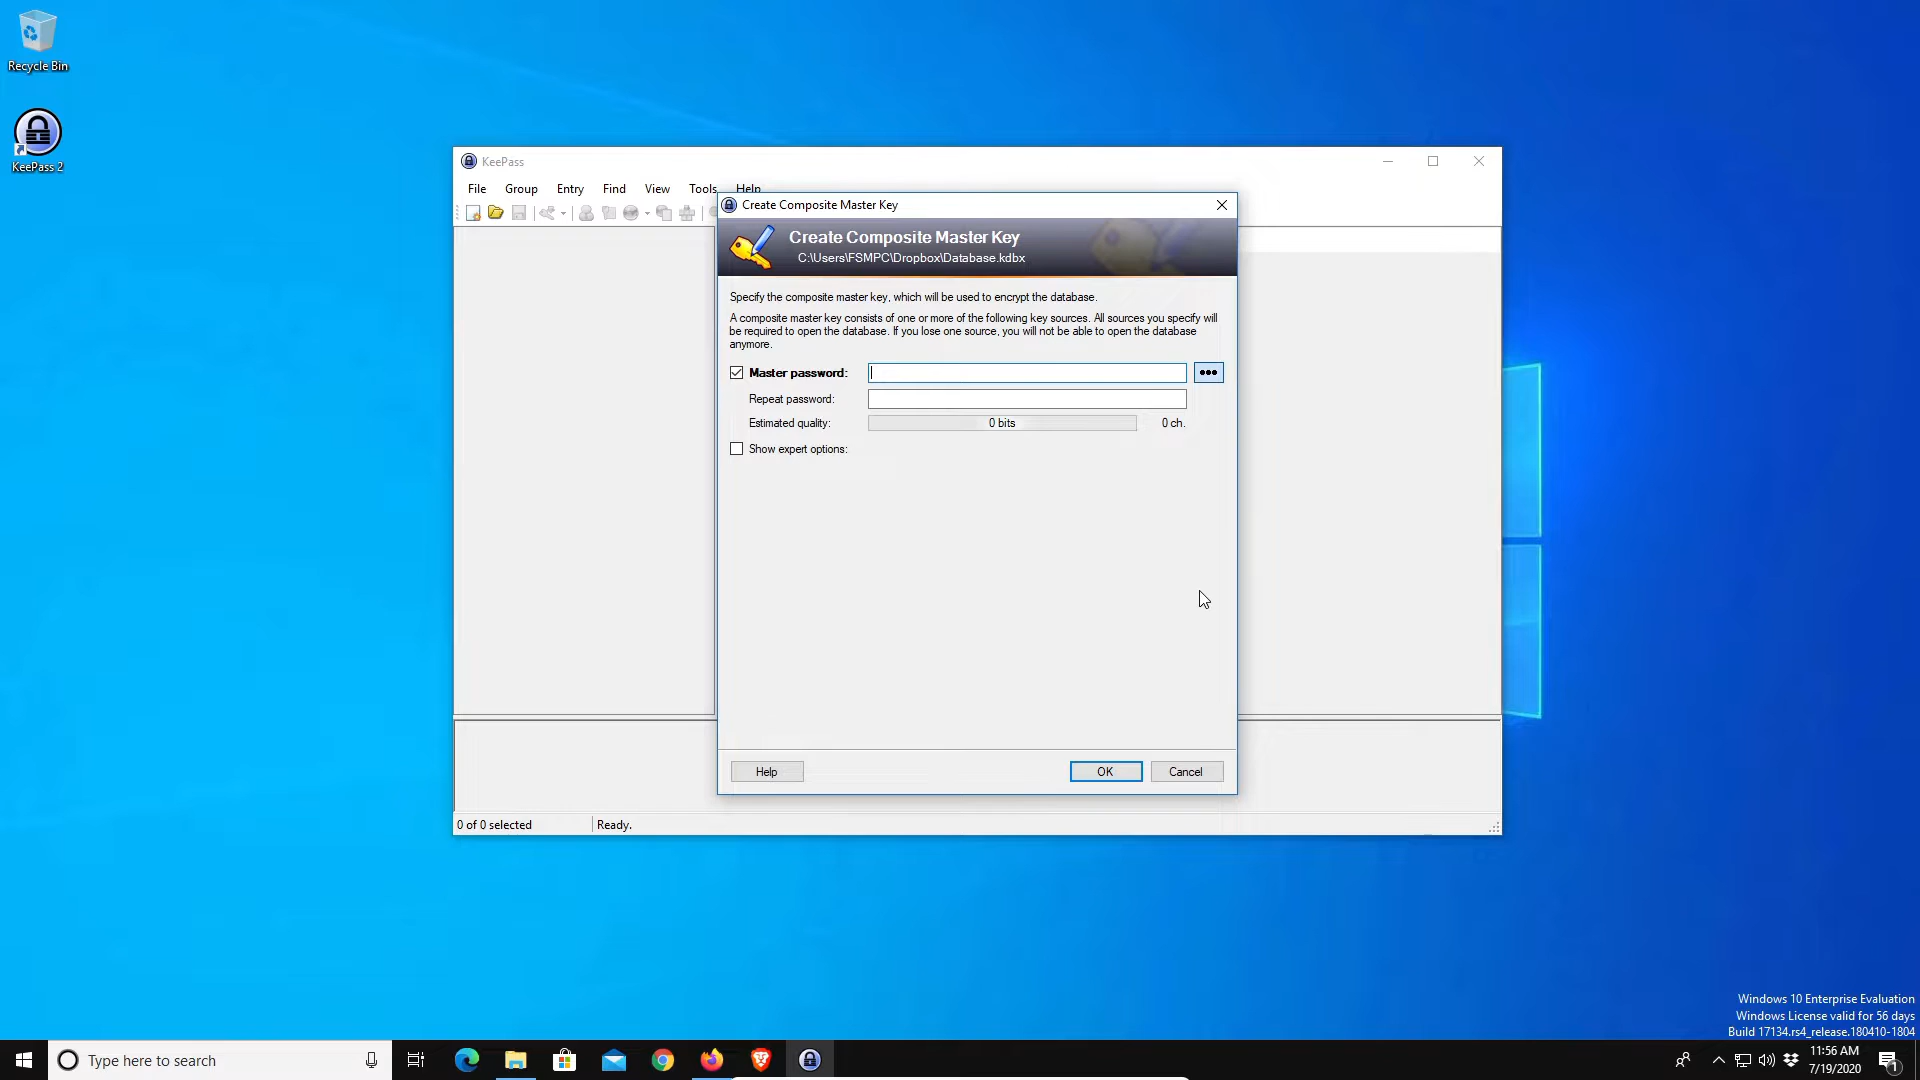 Recycle Bin
KeePass 2
KeePass
File Group Entry Find View Tools Help
Create Composite Master Key
Create Composite Master Key
C:\Users\FSMPC\Dropbox\Database.kdbx
Specify the composite master key, which will be used to encrypt the database.
A composite master key consists of one or more of the following key sources. All sources you specify will
be required to open the database. If you lose one source, you will not be able to open the database
anymore.
Master password:
Repeat password:
Estimated quality: 0 bits 0 ch.
Show expert options:
Help OK Cancel
0 of 0 selected Ready.
Windows 10 Enterprise Evaluation
Windows License valid for 56 days
Build 17134.rs4_release.180410-1804
Type here to search
11:56 AM
7/19/2020
1